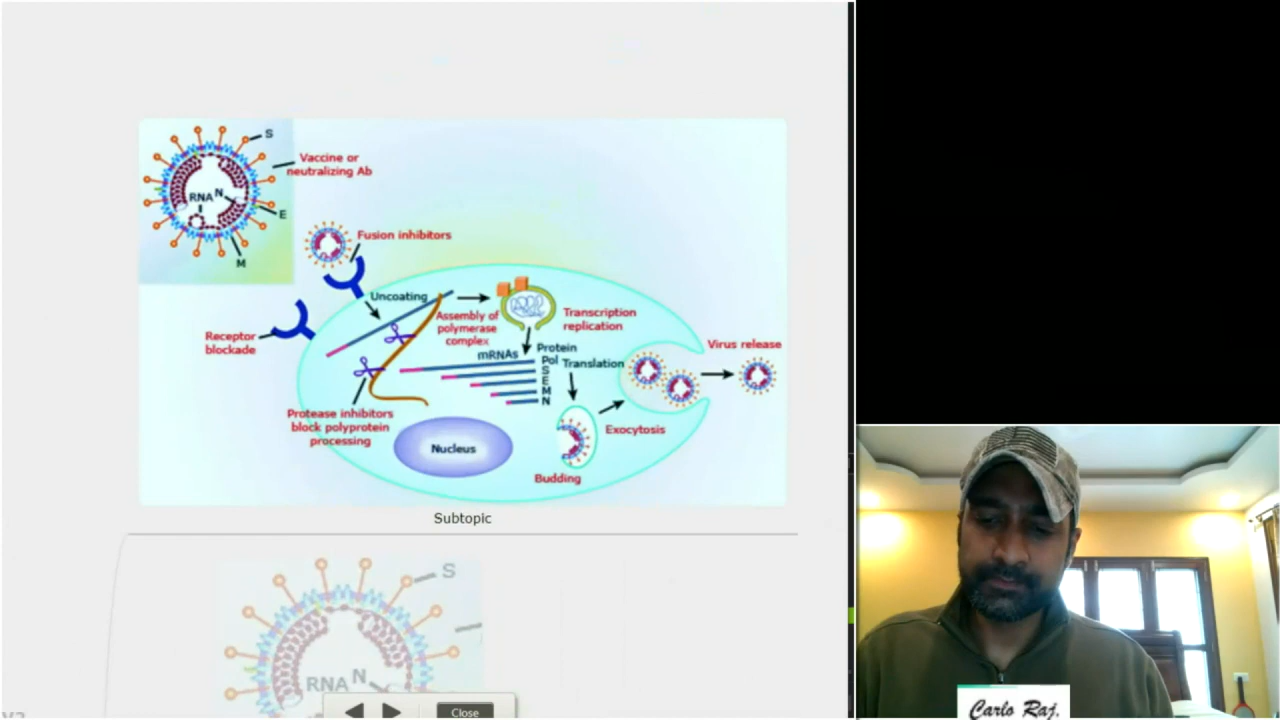 S
Vaccine or
neutralizing Ab
RNA
N
E
M
Fusion inhibitors
Uncoating
Receptor
blockade
Assembly of
polymerase
complex
Transcription
replication
mRNAs
Protein
Pol
S
E
M
N
Translation
Virus release
Protease inhibitors
block polyprotein
processing
Nucleus
Exocytosis
Budding
Subtopic
S
RNA N
Close
Carlo Raj.